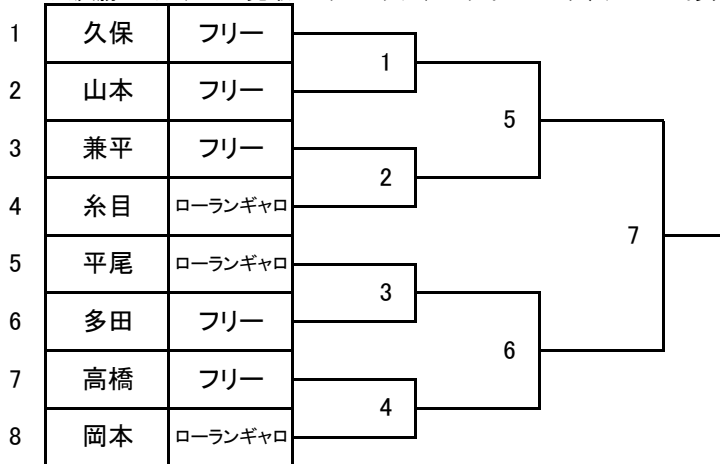 1 久保 フリー
1
2 山本 フリー
5
3 兼平 フリー
2
4 糸目 ローランギャロ
7
5 平尾 ローランギャロ
3
6 多田 フリー
6
7 高橋 フリー
4
8 岡本 ローランギャロ